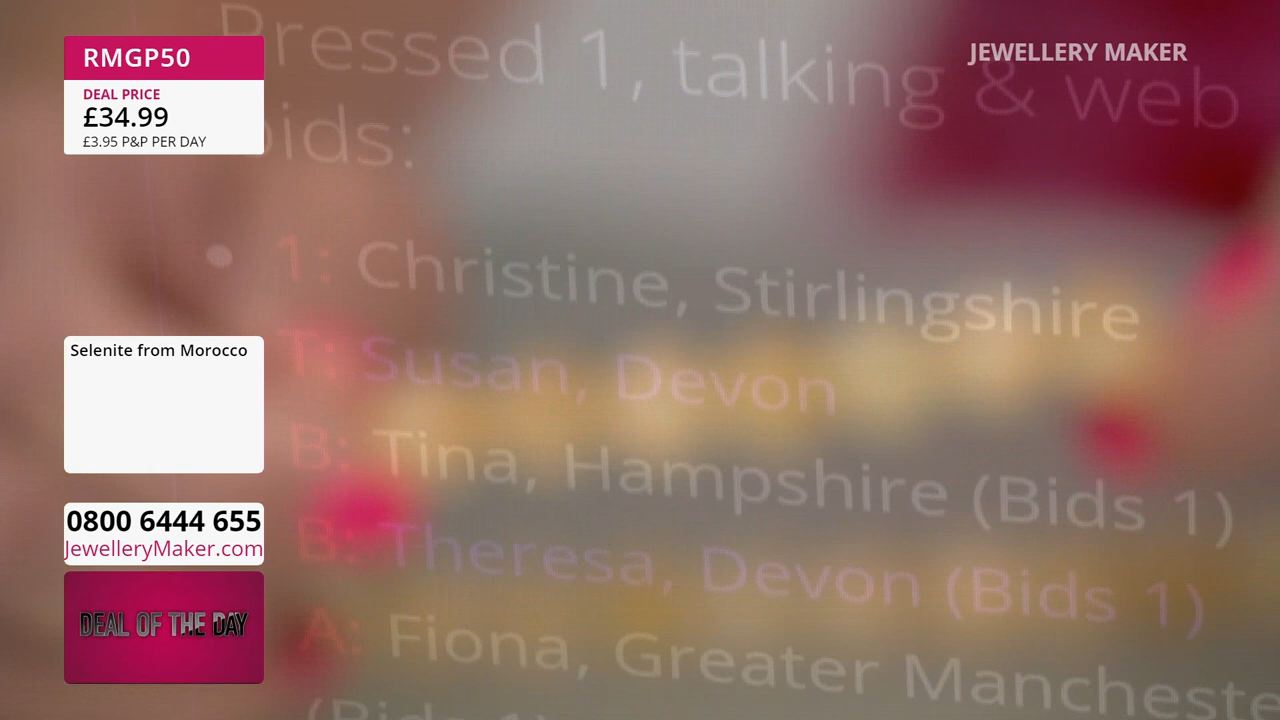 RMGP50
DEAL PRICE
£34.99
£3.95 P&P PER DAY
JEWELLERY MAKER
Pressed 1, talking & web
bids:
1: Christine, Stirlingshire
T: Susan, Devon
B: Tina, Hampshire (Bids 1)
B: Theresa, Devon (Bids 1)
A: Fiona, Greater Mancheste
(Bids 1)
Selenite from Morocco
0800 6444 655
JewelleryMaker.com
DEAL OF THE DAY